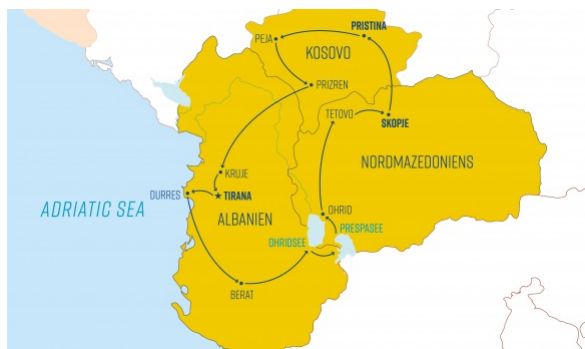 PRISTINA
PEJA
KOSOVO
PRIZREN
TETOVO
SKOPJE
NORDMAZEDONIENS
KRUJE
DURRES
TIRANA
ADRIATIC SEA
ALBANIEN
OHRID
PRESPASEE
OHRIDSEE
BERAT